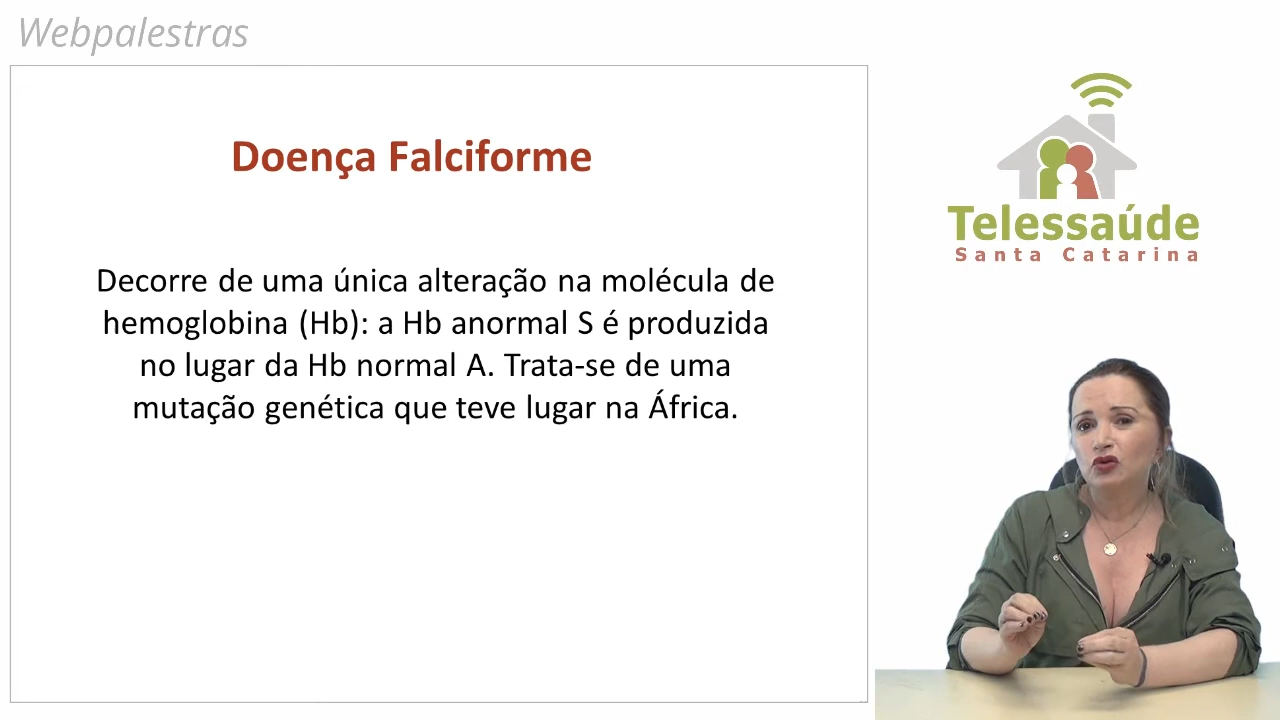 Webpalestras
Doença Falciforme
Decorre de uma única alteração na molécula de
hemoglobina (Hb): a Hb anormal S é produzida
no lugar da Hb normal A. Trata-se de uma
mutação genética que teve lugar na África.
Telessaúde
Santa Catarina